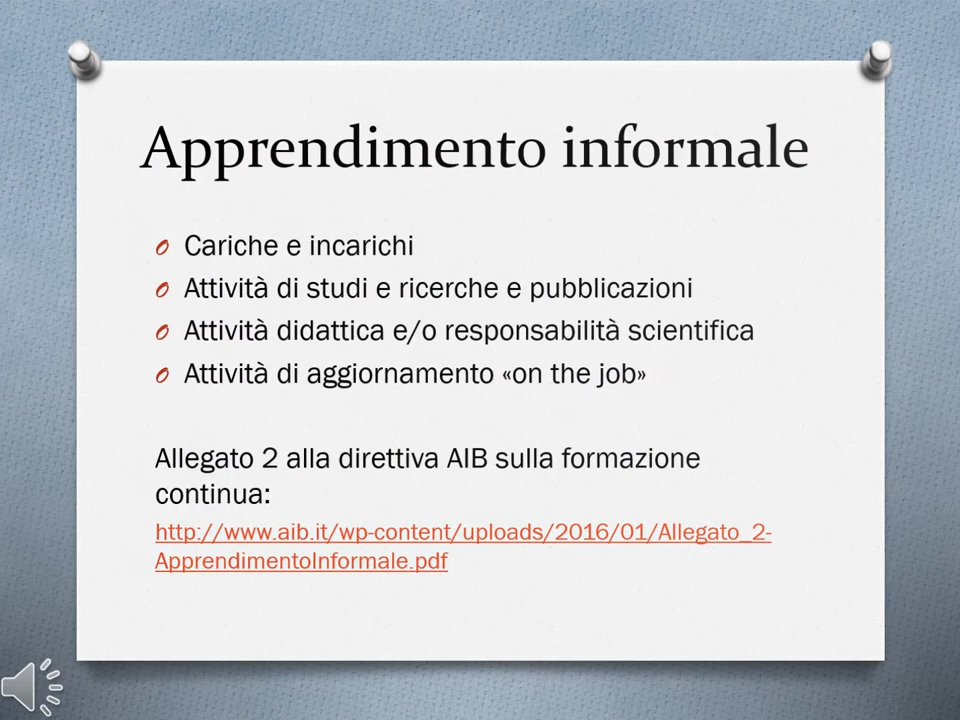 Apprendimento informale
Cariche e incarichi
Attività di studi e ricerche e pubblicazioni
Attività didattica e/o responsabilità scientifica
Attività di aggiornamento «on the job»
Allegato 2 alla direttiva AIB sulla formazione
continua:
http://www.aib.it/wp-content/uploads/2016/01/Allegato_2-
ApprendimentoInformale.pdf